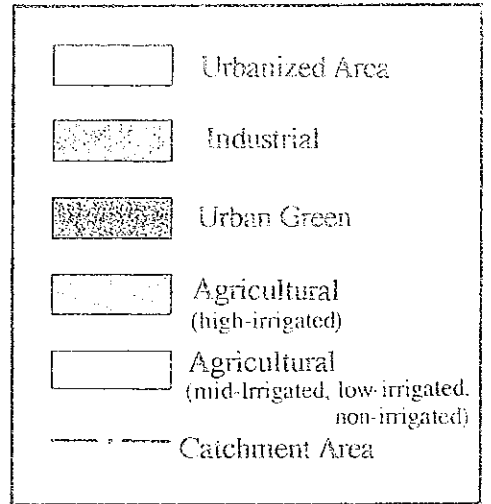 Urbanized Area
Industrial
Urban Green
Agricultural
(high-irrigated)
Agricultural
(mid-Irrigated, low-irrigated,
non-irrigated)
Catchment Area